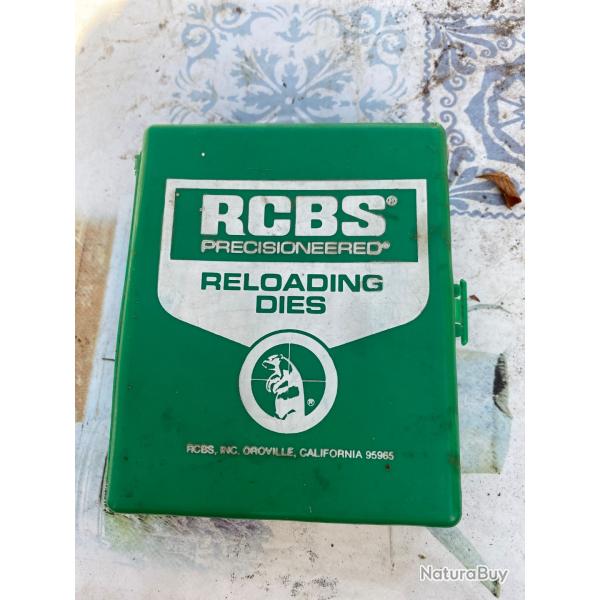 RCBS®
PRECISIONEERED®
RELOADING
DIES
®
RCBS, INC. OROVILLE, CALIFORNIA 95965
NaturaBuy